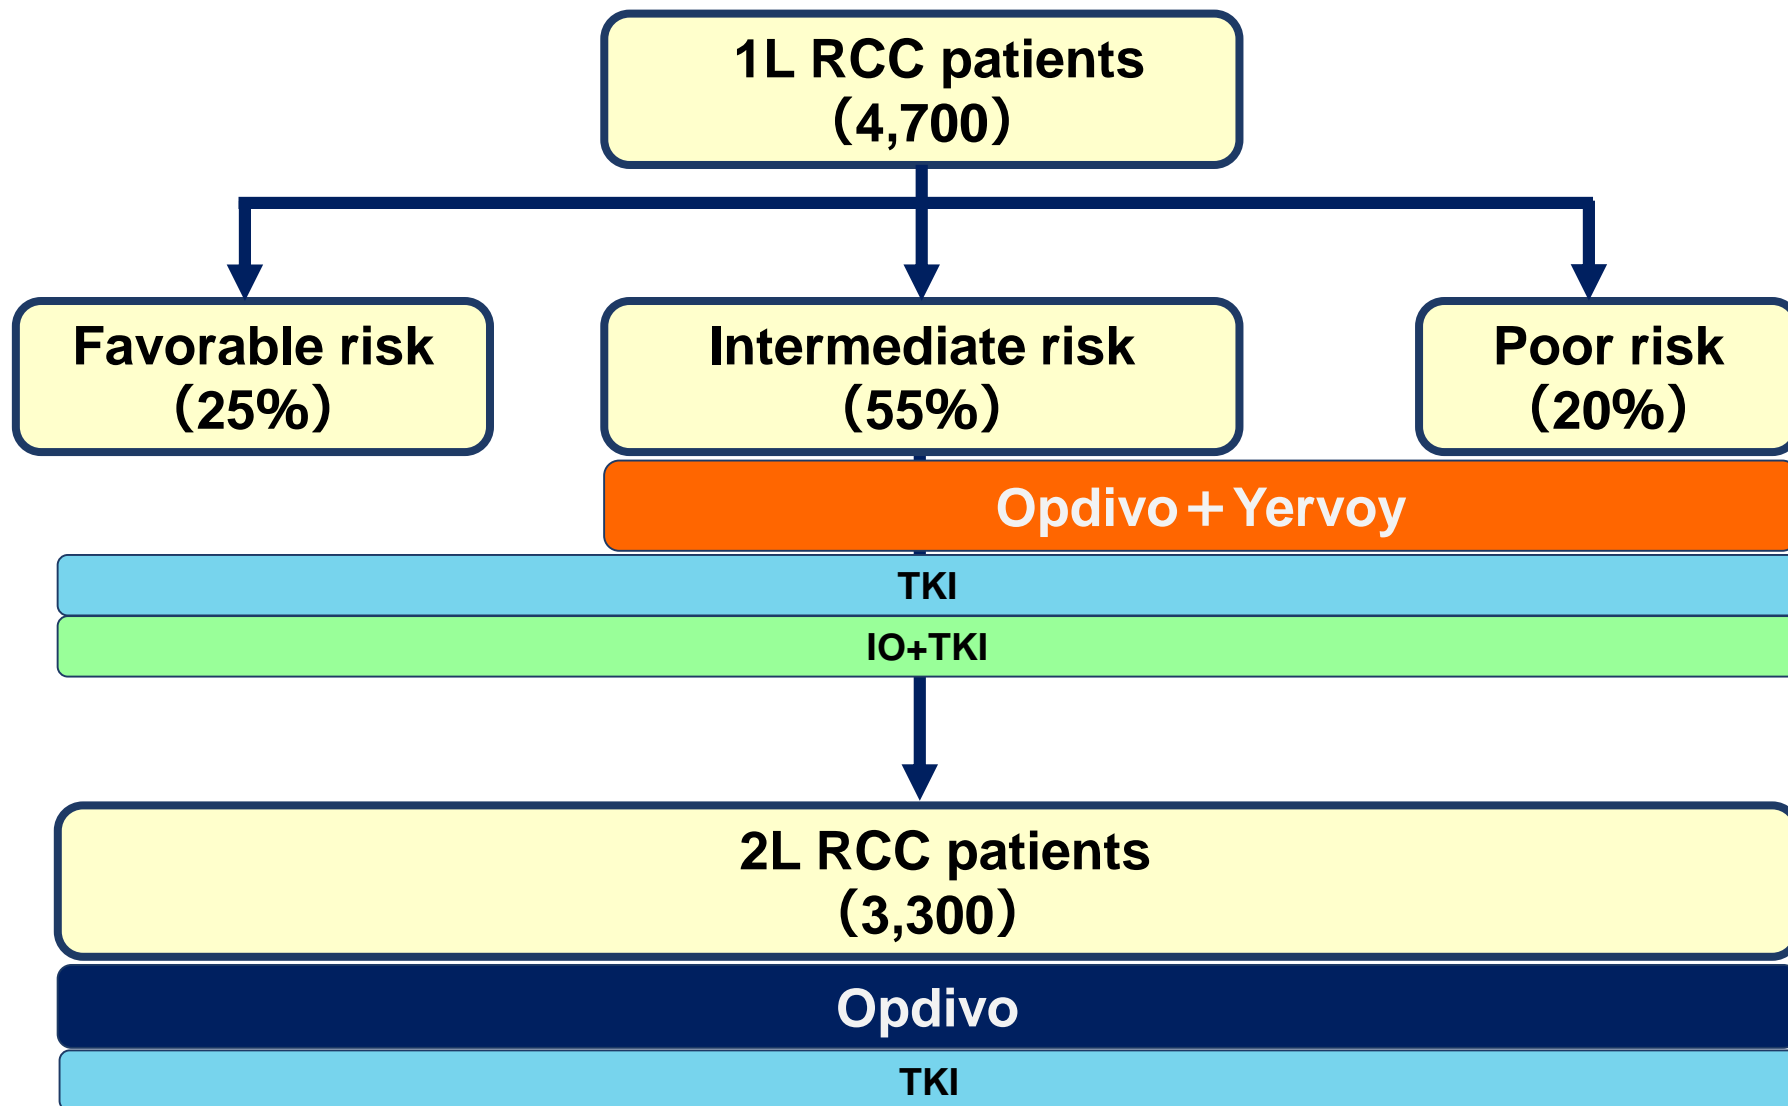 1L RCC patients
（4,700）
Favorable risk
（25%）
Intermediate risk
（55%）
Poor risk
（20%）
Opdivo＋Yervoy
TKI
IO+TKI
2L RCC patients
（3,300）
Opdivo
TKI